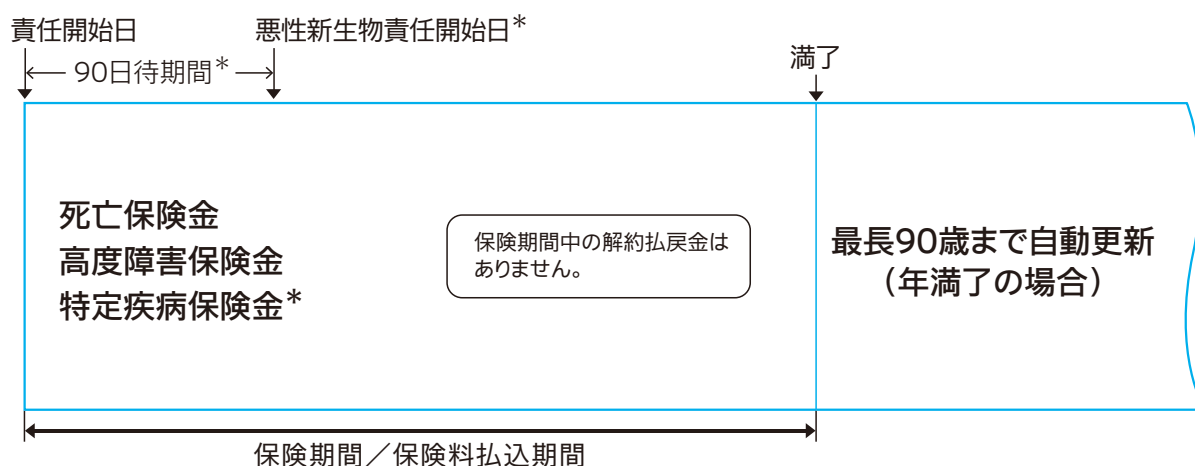 責任開始日
悪性新生物責任開始日*
90日待期間*
満了
死亡保険金
高度障害保険金
特定疾病保険金*
保険期間中の解約払戻金は
ありません。
最長90歳まで自動更新
（年満了の場合）
保険期間／保険料払込期間